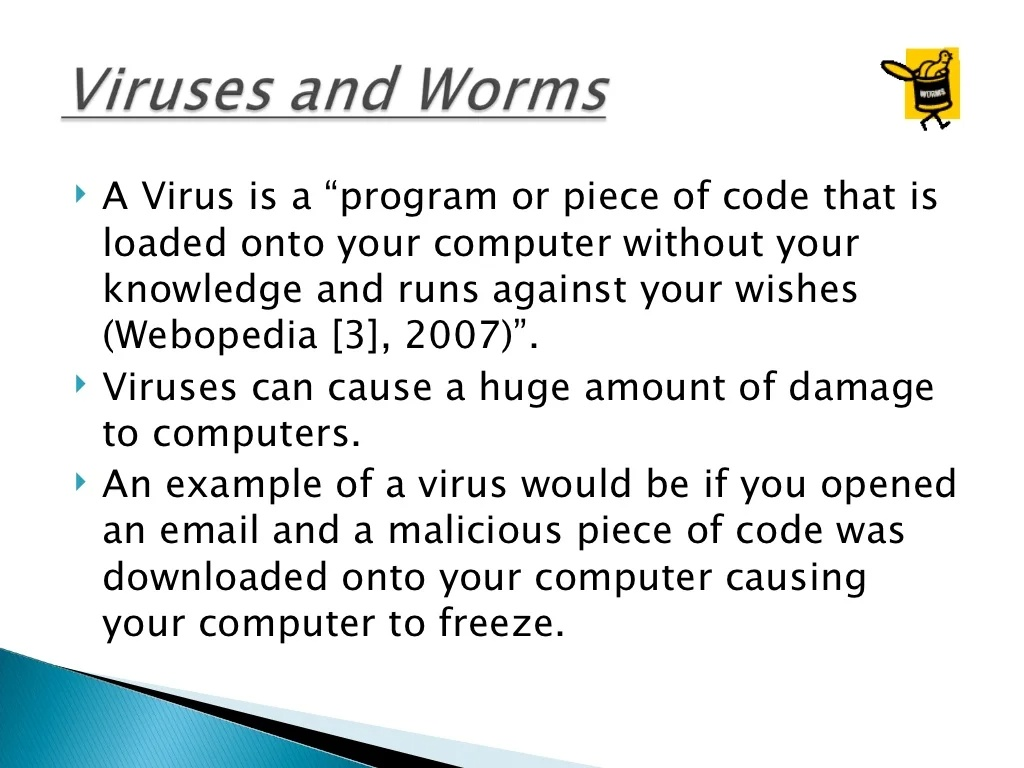 Viruses and Worms
WORMS
A Virus is a “program or piece of code that is
loaded onto your computer without your
knowledge and runs against your wishes
(Webopedia [3], 2007)”.
Viruses can cause a huge amount of damage
to computers.
An example of a virus would be if you opened
an email and a malicious piece of code was
downloaded onto your computer causing
your computer to freeze.